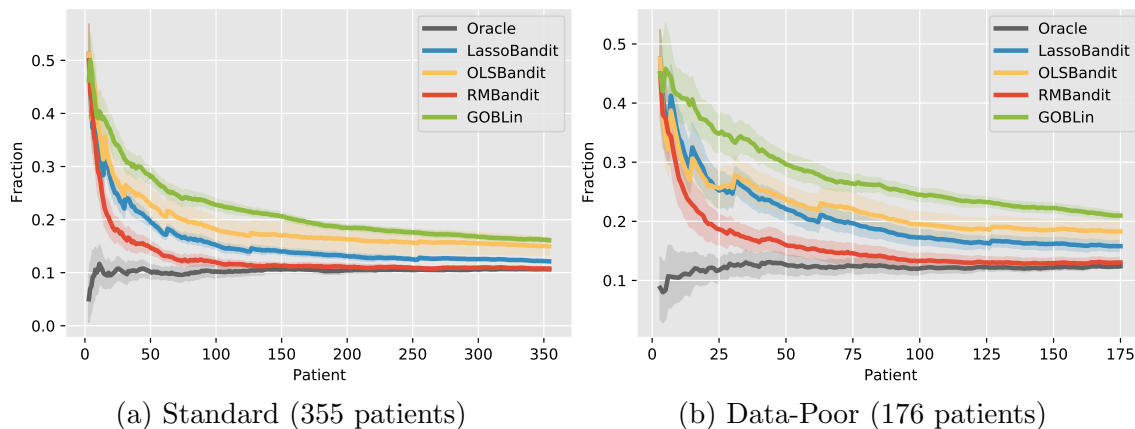 Oracle
LassoBandit
OLSBandit
RMBandit
GOBLin
0.5
0.4
0.3
0.2
0.1
0.0
Fraction
0 50 100 150 200 250 300 350
Patient
(a) Standard (355 patients)
Oracle
LassoBandit
OLSBandit
RMBandit
GOBLin
0.5
0.4
0.3
0.2
0.1
Fraction
0 25 50 75 100 125 150 175
Patient
(b) Data-Poor (176 patients)